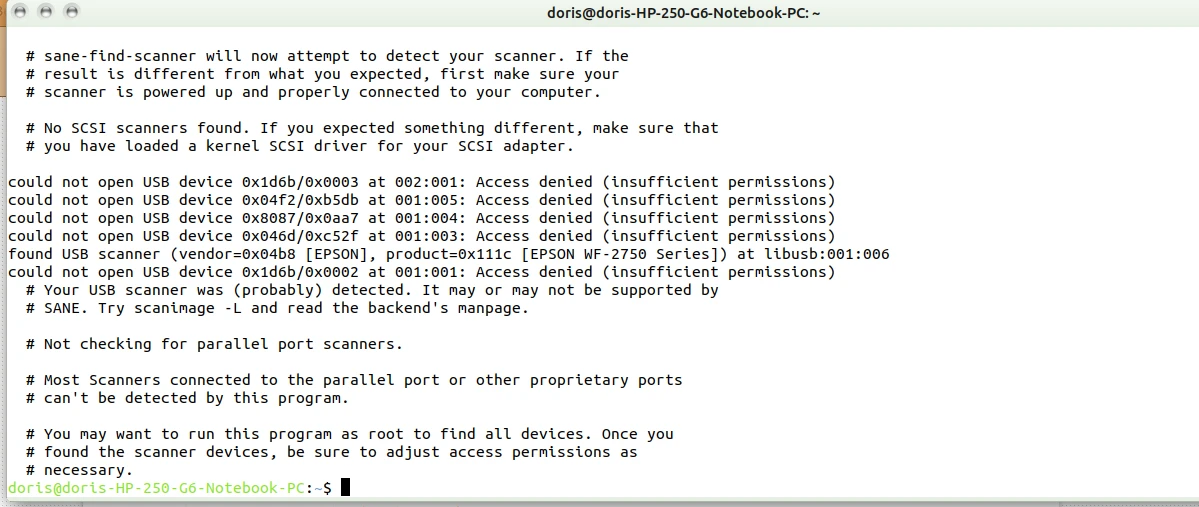 doris@doris-HP-250-G6-Notebook-PC: ~
# sane-find-scanner will now attempt to detect your scanner. If the
# result is different from what you expected, first make sure your
# scanner is powered up and properly connected to your computer.
# No SCSI scanners found. If you expected something different, make sure that
# you have loaded a kernel SCSI driver for your SCSI adapter.
could not open USB device 0x1d6b/0x0003 at 002:001: Access denied (insufficient permissions)
could not open USB device 0x04f2/0xb5db at 001:005: Access denied (insufficient permissions)
could not open USB device 0x8087/0x0aa7 at 001:004: Access denied (insufficient permissions)
could not open USB device 0x046d/0xc52f at 001:003: Access denied (insufficient permissions)
found USB scanner (vendor=0x04b8 [EPSON], product=0x111c [EPSON WF-2750 Series]) at libusb:001:006
could not open USB device 0x1d6b/0x0002 at 001:001: Access denied (insufficient permissions)
# Your USB scanner was (probably) detected. It may or may not be supported by
# SANE. Try scanimage -L and read the backend's manpage.
# Not checking for parallel port scanners.
# Most Scanners connected to the parallel port or other proprietary ports
# can't be detected by this program.
# You may want to run this program as root to find all devices. Once you
# found the scanner devices, be sure to adjust access permissions as
# necessary.
doris@doris-HP-250-G6-Notebook-PC:~$